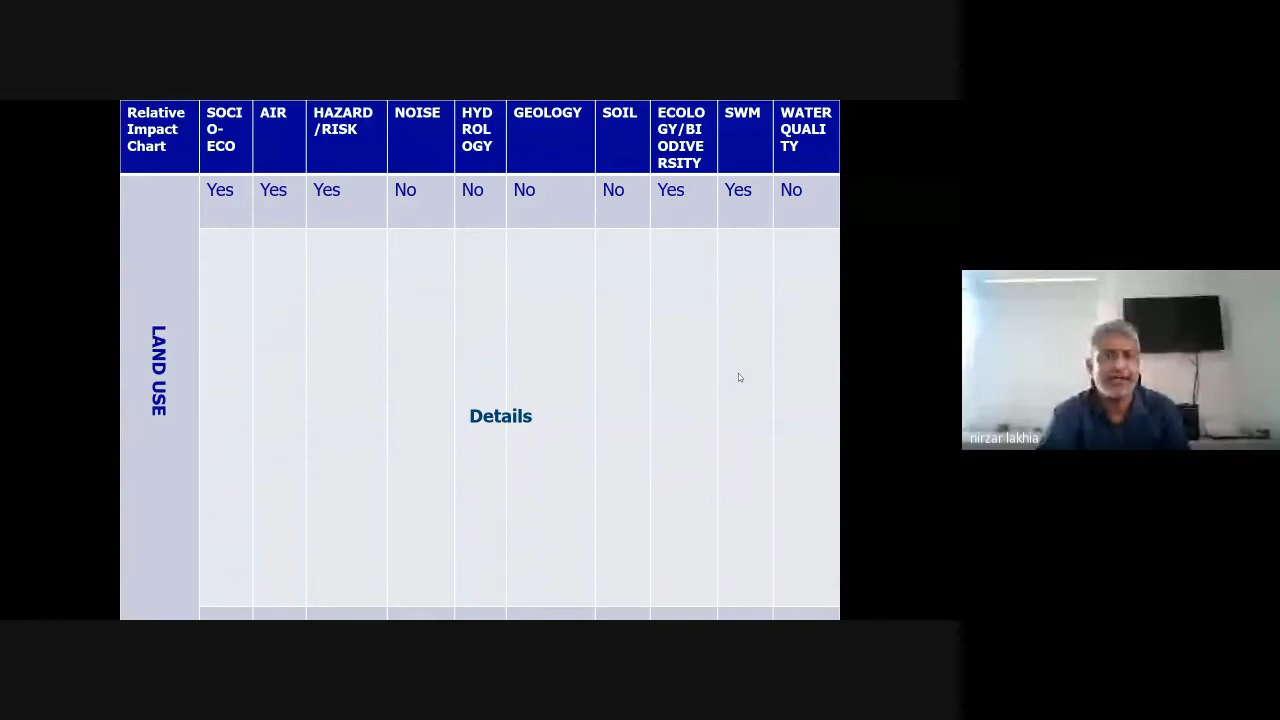 Relative
Impact
Chart
SOCI
O-
ECO
AIR
HAZARD
/RISK
NOISE
HYD
ROL
OGY
GEOLOGY
SOIL
ECOLO
GY/BI
ODIVE
RSITY
SWM
WATER
QUALI
TY
Yes Yes Yes No No No No Yes Yes No
LAND USE
Details
nirzar lakhia